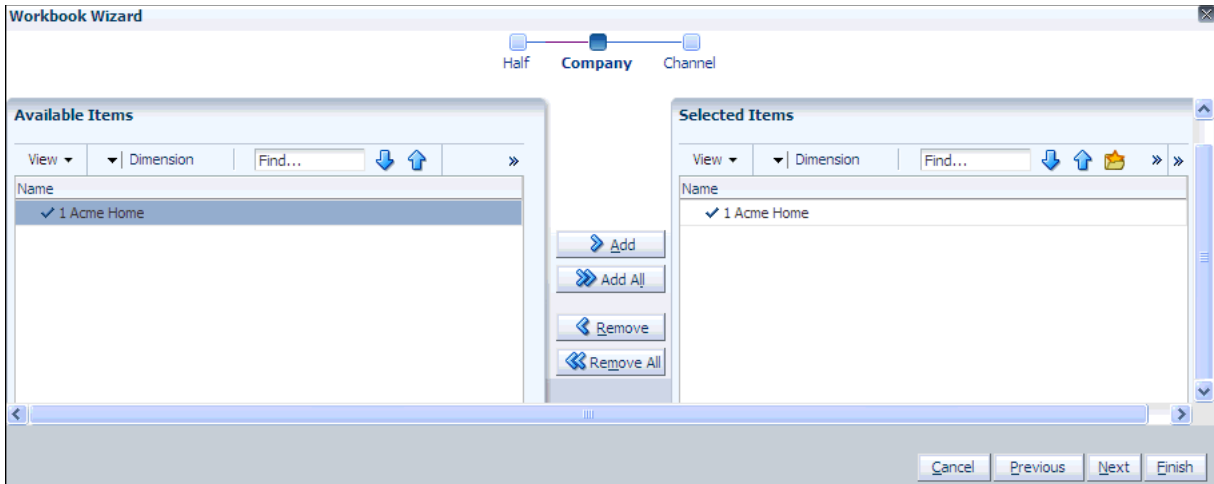 Workbook Wizard
Half Company Channel
Available Items
View Dimension Find... »
Name
1 Acme Home
Add
Add All
Remove
Remove All
Selected Items
View Dimension Find... » »
Name
1 Acme Home
Cancel Previous Next Finish